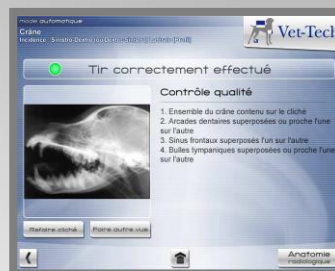 mode automatique
Crâne
Vet-Tech
Tir correctement effectué
Contrôle qualité
1. Ensemble du crâne contenu sur le cliché
2. Arcades dentaires superposées ou proche l'une
sur l'autre
3. Sinus frontaux superposés l'un sur l'autre
4. Bulles tympaniques superposées ou proche l'une
sur l'autre
Refaire cliché
Faire autre vue
Anatomie
radiologique